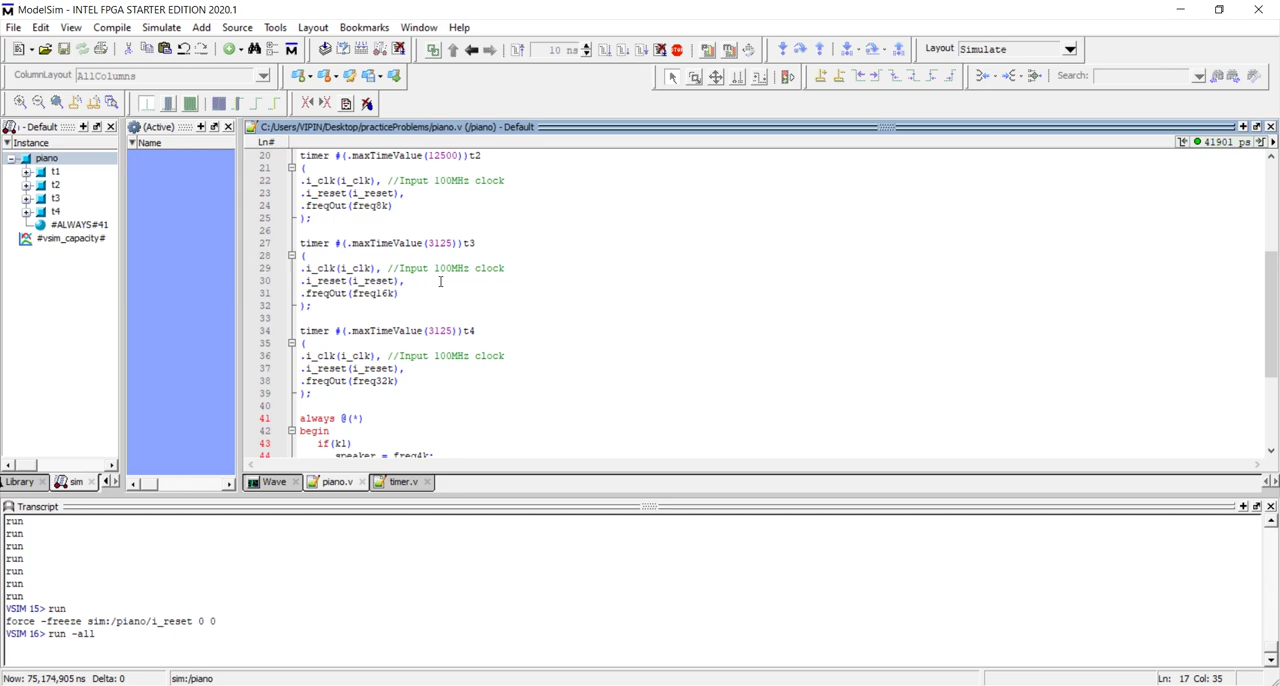 ModelSim - INTEL FPGA STARTER EDITION 2020.1
File Edit View Compile Simulate Add Source Tools Layout Bookmarks Window Help
10 ns
Layout Simulate
ColumnLayout AllColumns
Search:
- Default
(Active)
C:/Users/VIPIN/Desktop/practiceProblems/piano.v (/piano) - Default
Instance
Name
Ln#
41901 ps
piano
t1
t2
t3
t4
#ALWAYS#41
#vsim_capacity#
20 timer #(.maxTimeValue(12500))t2
21 (
22 .i_clk(i_clk), //Input 100MHz clock
23 .i_reset(i_reset),
24 .freqOut(freq8k)
25 );
26
27 timer #(.maxTimeValue(3125))t3
28 (
29 .i_clk(i_clk), //Input 100MHz clock
30 .i_reset(i_reset),
31 .freqOut(freq16k)
32 );
33
34 timer #(.maxTimeValue(3125))t4
35 (
36 .i_clk(i_clk), //Input 100MHz clock
37 .i_reset(i_reset),
38 .freqOut(freq32k)
39 );
40
41 always @(*)
42 begin
43 if(k1)
44 speaker = freq4k;
Library
sim
Wave
piano.v
timer.v
Transcript
run
run
run
run
run
run
run
VSIM 15> run
force -freeze sim:/piano/i_reset 0 0
VSIM 16> run -all
Now: 75,174,905 ns Delta: 0
sim:/piano
Ln: 17 Col: 35